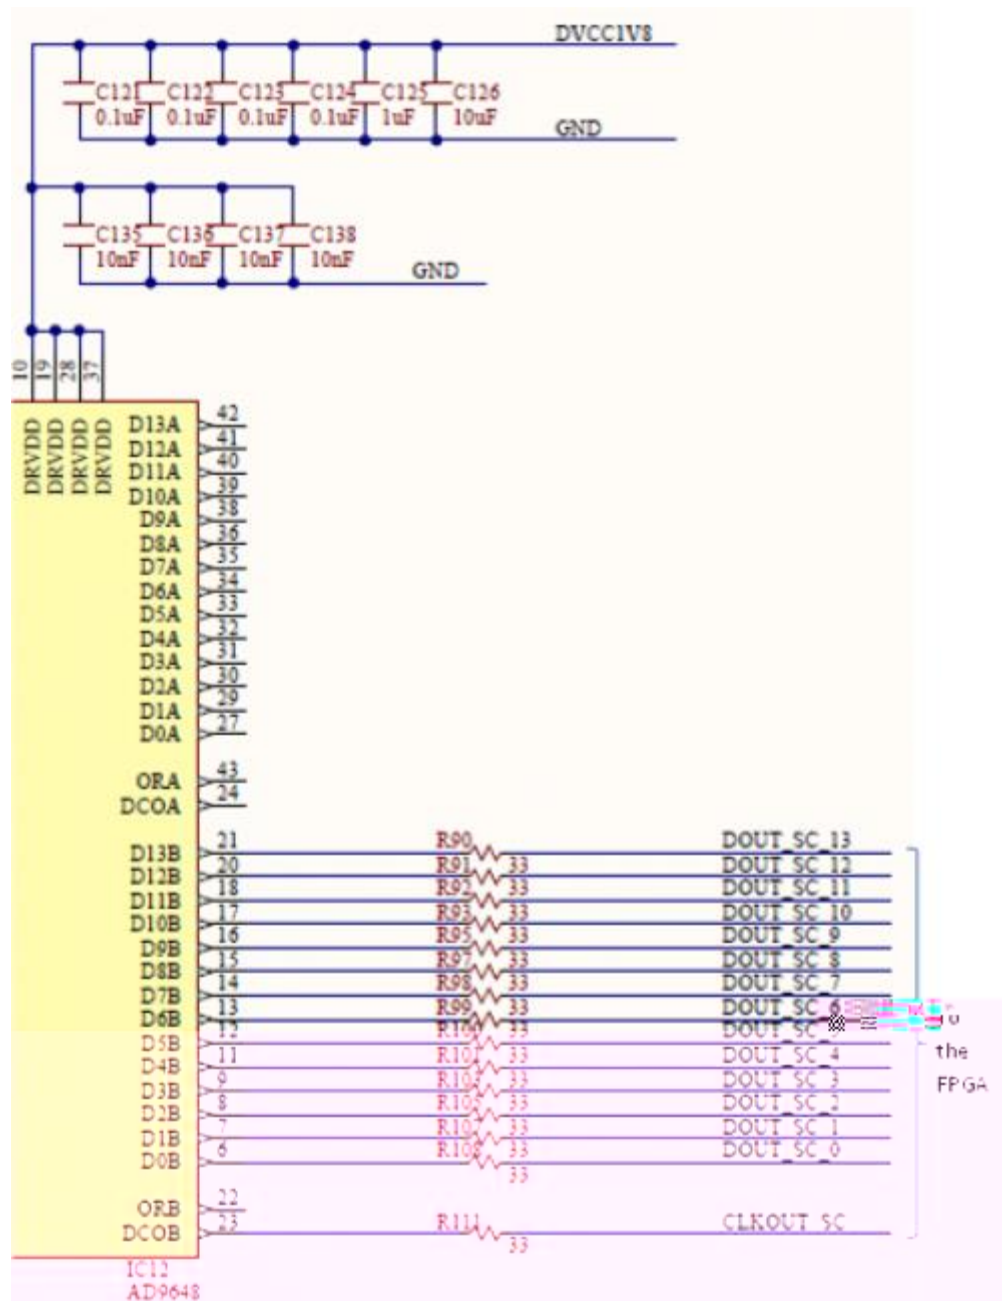 DVCC1V8
C121 C122 C123 C124 C125 C126
0.1uF 0.1uF 0.1uF 0.1uF 1uF 10uF
GND
C135 C136 C137 C138
10nF 10nF 10nF 10nF
GND
10 19 28 37
DRVDD DRVDD DRVDD DRVDD
D13A 42
D12A 41
D11A 40
D10A 39
D9A 38
D8A 36
D7A 35
D6A 34
D5A 33
D4A 32
D3A 31
D2A 30
D1A 29
D0A 27
ORA 43
DCOA 24
D13B 21 R90 33 DOUT_SC_13
D12B 20 R91 33 DOUT_SC_12
D11B 18 R92 33 DOUT_SC_11
D10B 17 R93 33 DOUT_SC_10
D9B 16 R95 33 DOUT_SC_9
D8B 15 R97 33 DOUT_SC_8
D7B 14 R98 33 DOUT_SC_7
D6B 13 R99 33 DOUT_SC_6
D5B 12 33
D4B 11 33 DOUT_SC_4
D3B 9 33 DOUT_SC_3
D2B 8 33 DOUT_SC_2
D1B 7 33 DOUT_SC_1
D0B 6 33 DOUT_SC_0
To
the
FPGA
ORB 22
DCOB 23 R111 33 CLKOUT_SC
IC12
AD9648